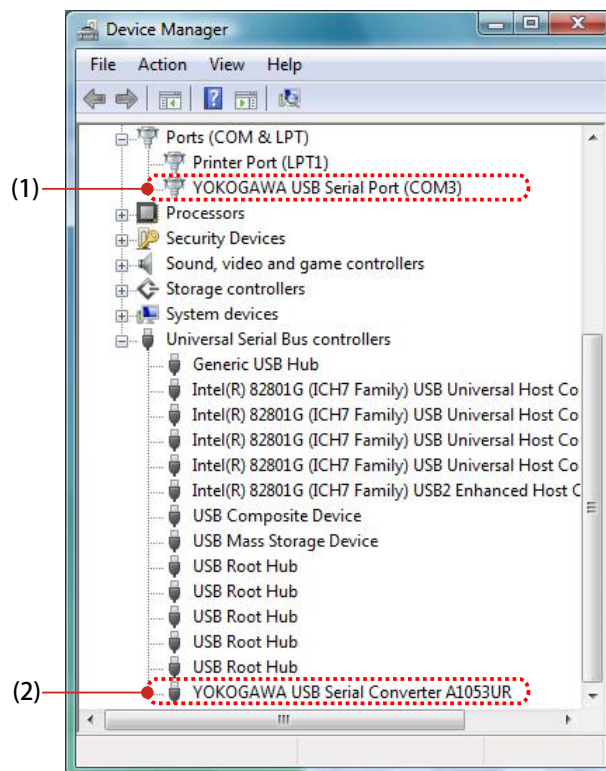 Device Manager
File Action View Help
Ports (COM & LPT)
Printer Port (LPT1)
(1) YOKOGAWA USB Serial Port (COM3)
Processors
Security Devices
Sound, video and game controllers
Storage controllers
System devices
Universal Serial Bus controllers
Generic USB Hub
Intel(R) 82801G (ICH7 Family) USB Universal Host Co
Intel(R) 82801G (ICH7 Family) USB Universal Host Co
Intel(R) 82801G (ICH7 Family) USB Universal Host Co
Intel(R) 82801G (ICH7 Family) USB Universal Host Co
Intel(R) 82801G (ICH7 Family) USB2 Enhanced Host C
USB Composite Device
USB Mass Storage Device
USB Root Hub
USB Root Hub
USB Root Hub
USB Root Hub
USB Root Hub
(2) YOKOGAWA USB Serial Converter A1053UR